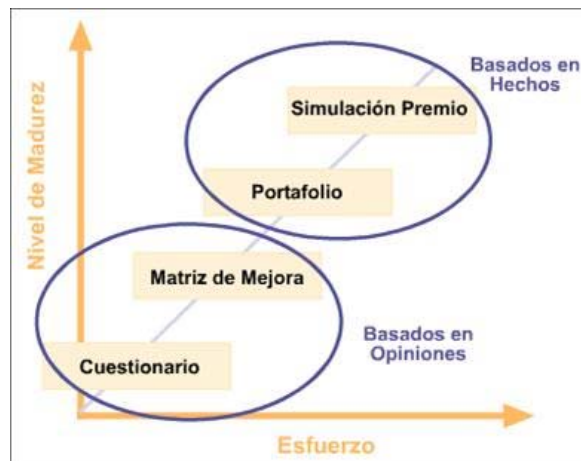 Basados en
Hechos
Simulación Premio
Portafolio
Nivel de Madurez
Matriz de Mejora
Basados en
Opiniones
Cuestionario
Esfuerzo